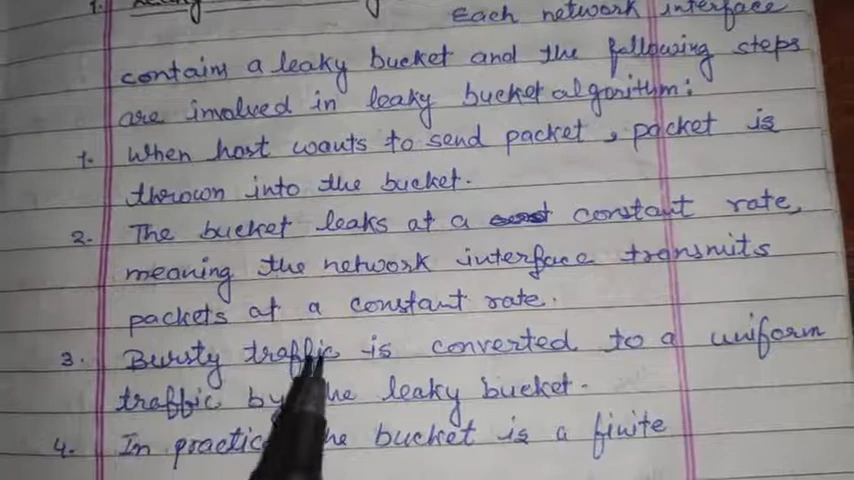 1.
Each network interface
contains a leaky bucket and the following steps
are involved in leaky bucket algorithm:
1. When host wants to send packet, packet is
thrown into the bucket.
2. The bucket leaks at a constant rate,
meaning the network interface transmits
packets at a constant rate.
3. Bursty traffic is converted to a uniform
traffic by the leaky bucket.
4. In practice the bucket is a finite